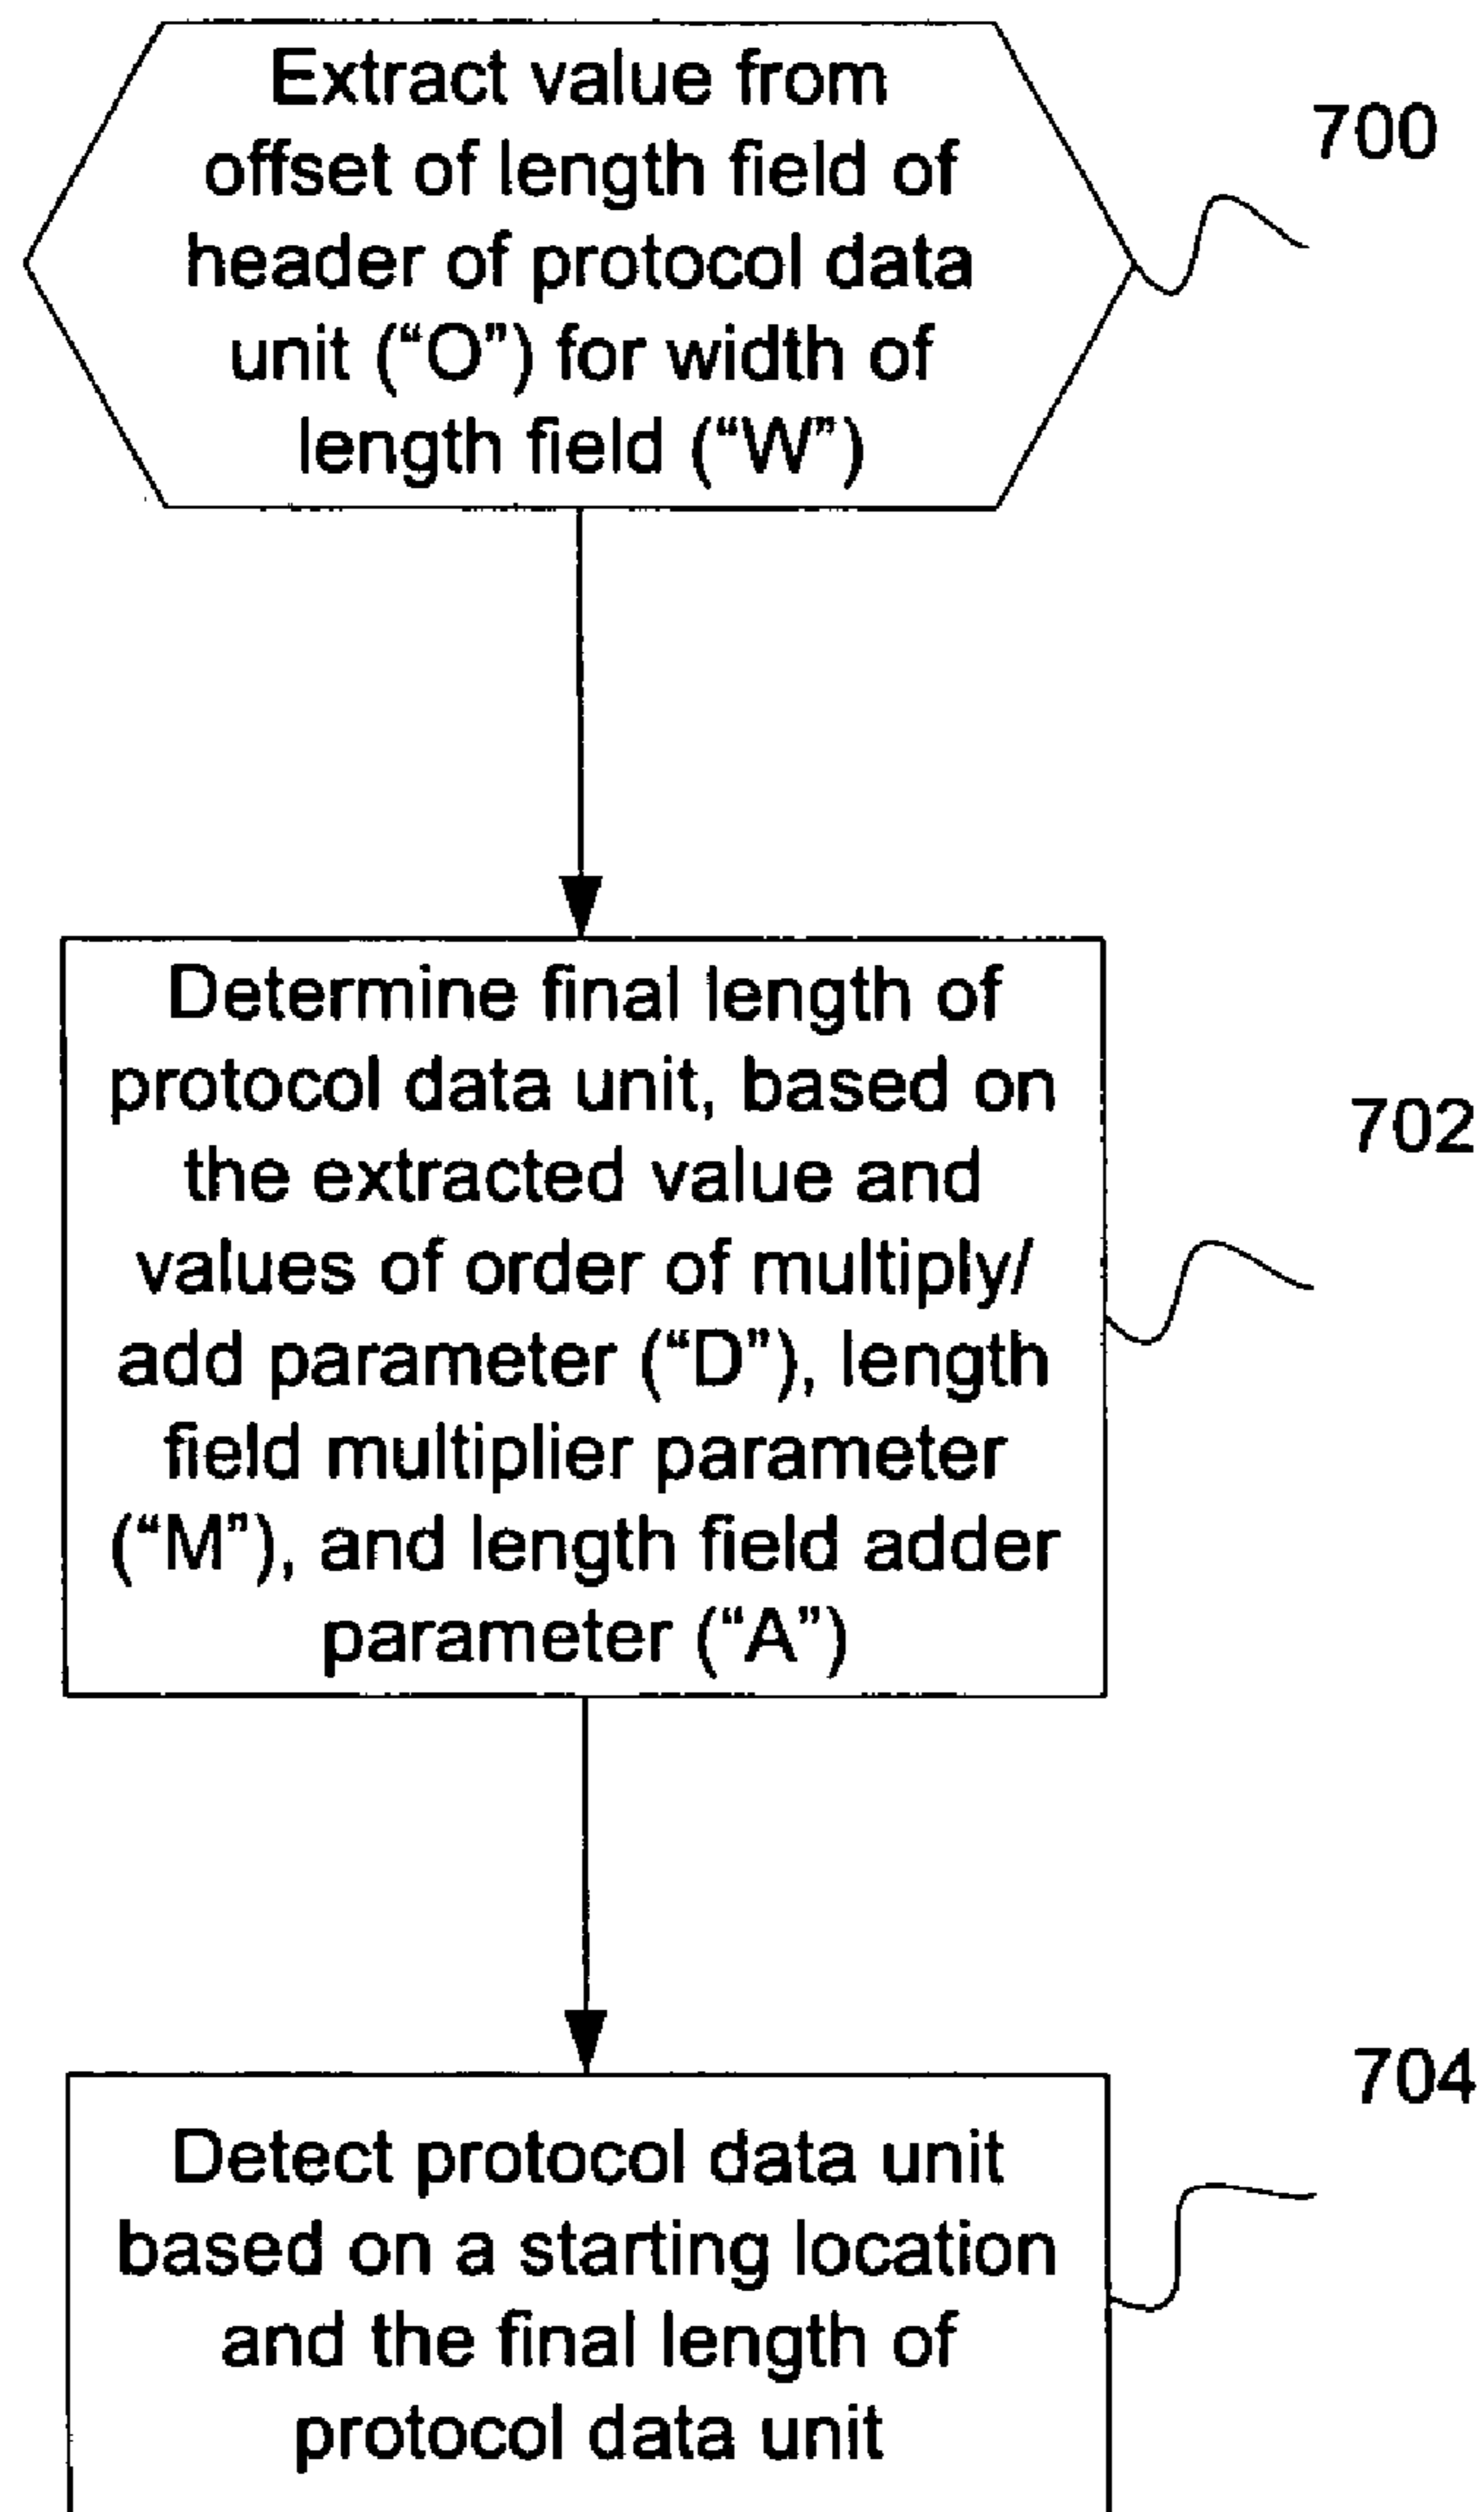 Extract value from
offset of length field of
header of protocol data
unit (“O”) for width of
length field (“W”)
700
Determine final length of
protocol data unit, based on
the extracted value and
values of order of multiply/
add parameter (“D”), length
field multiplier parameter
(“M”), and length field adder
parameter (“A”)
702
Detect protocol data unit
based on a starting location
and the final length of
protocol data unit
704